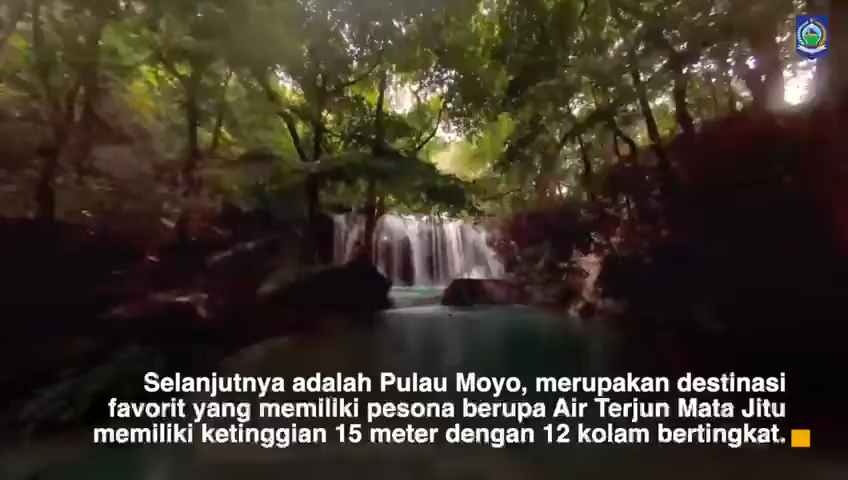 Selanjutnya adalah Pulau Moyo, merupakan destinasi
favorit yang memiliki pesona berupa Air Terjun Mata Jitu
memiliki ketinggian 15 meter dengan 12 kolam bertingkat.